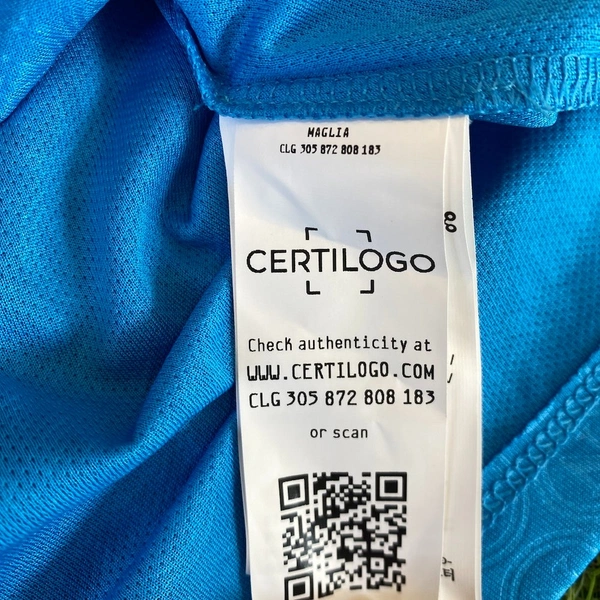 MAGLIA
CLG 305 872 808 183
CERTILOGO
Check authenticity at
WWW.CERTILOGO.COM
CLG 305 872 808 183
or scan